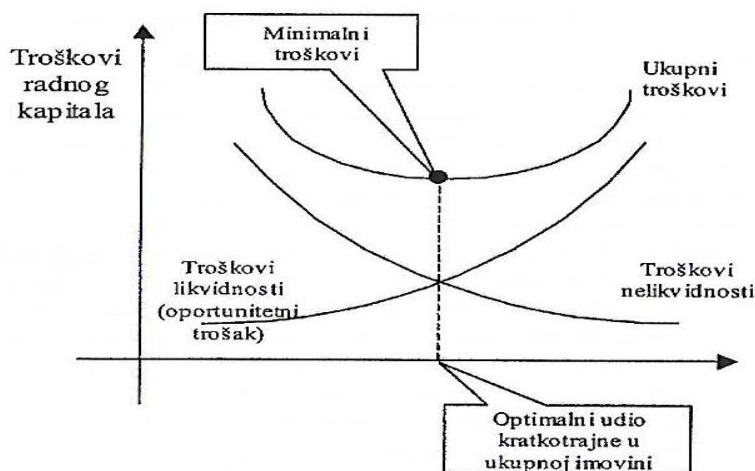 Minimalni
troškovi
Troškovi
radnog
kapitala
Ukupni
troškovi
Troškovi
likvidnosti
(oportunitetni
trošak)
Troškovi
nelikvidnosti
Optimalni udio
kratkotrajne u
ukupnoj imovini